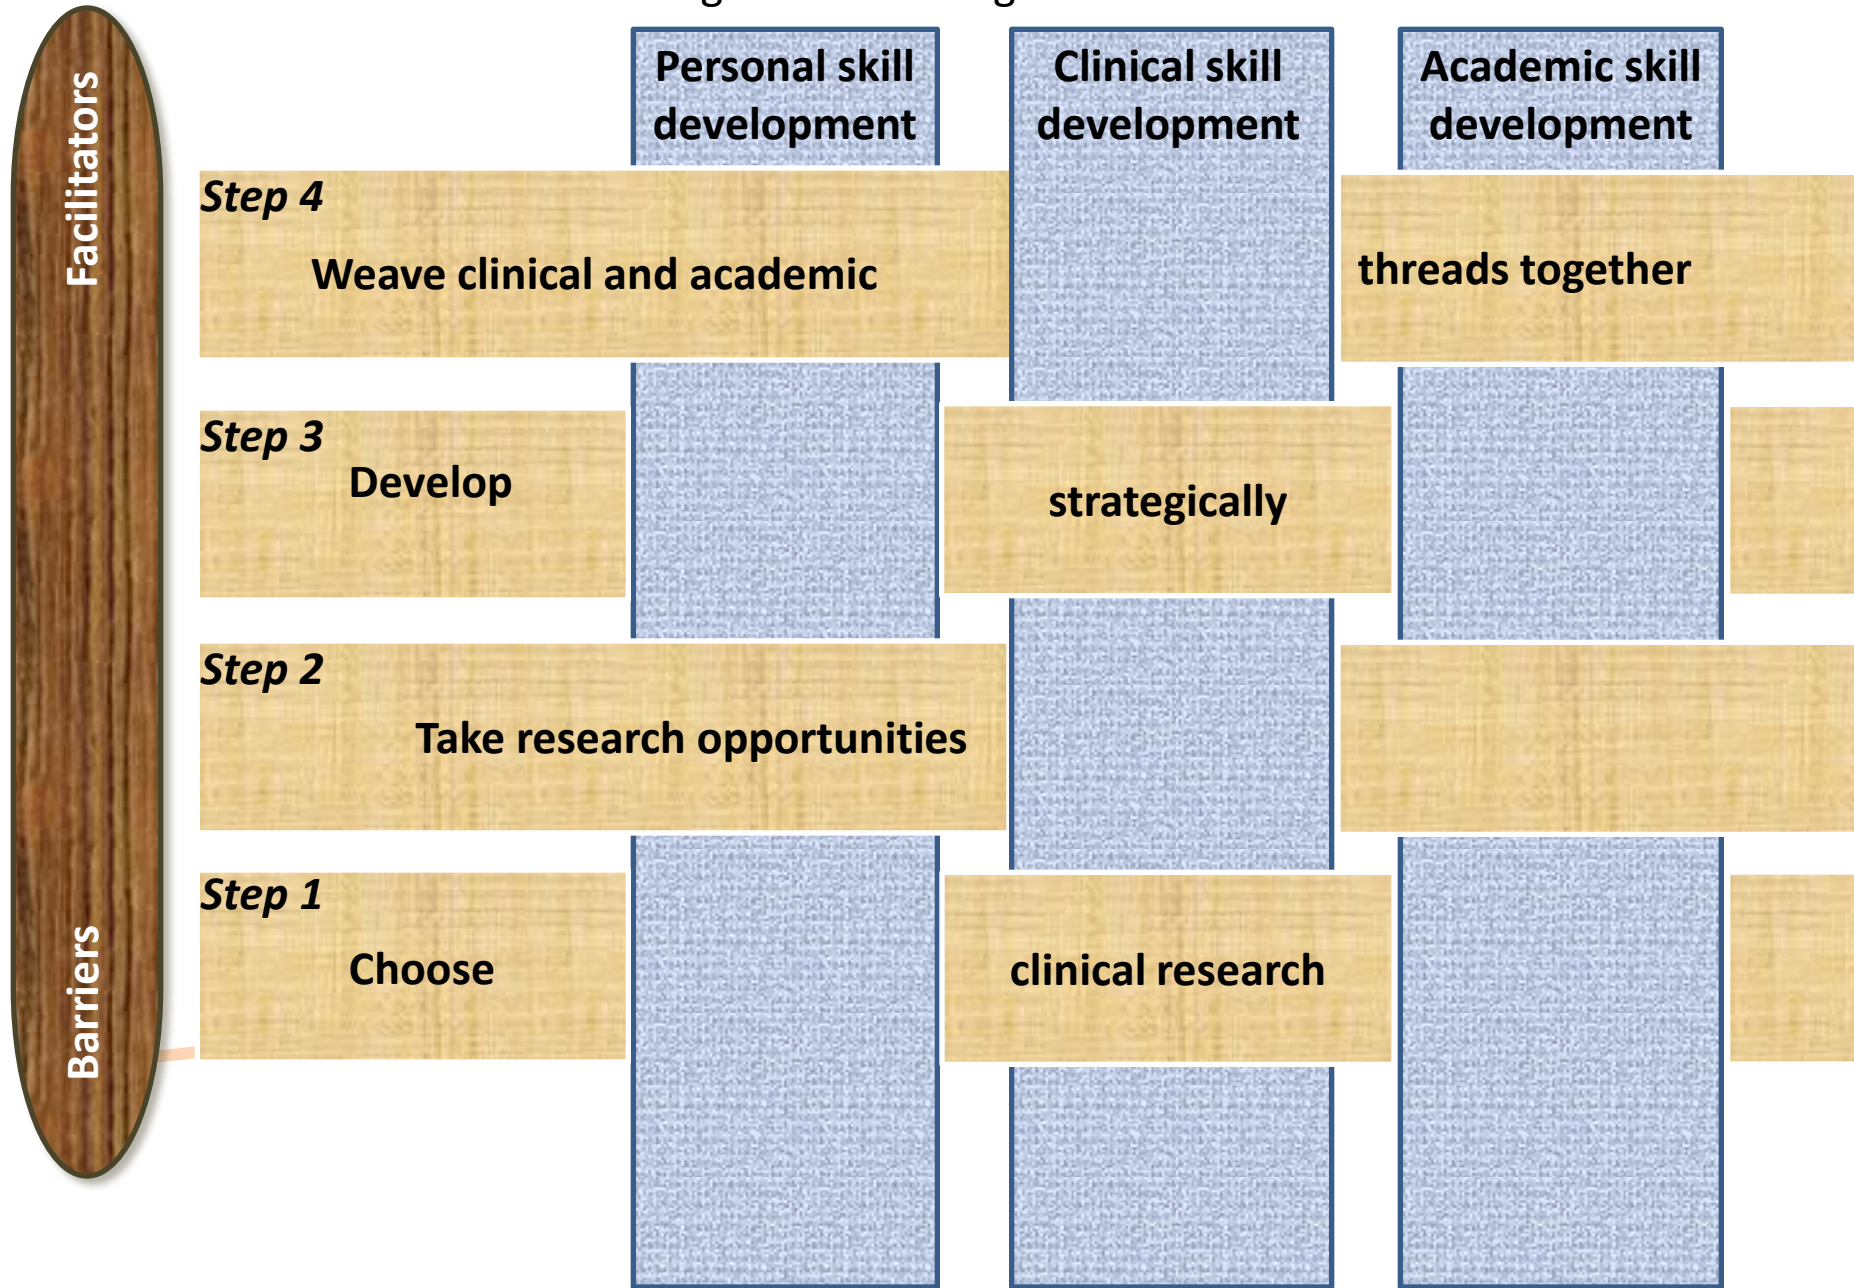 Personal skill
development
Clinical skill
development
Academic skill
development
Facilitators
Barriers
Step 4
Weave clinical and academic
threads together
Step 3
Develop
strategically
Step 2
Take research opportunities
Step 1
Choose
clinical research